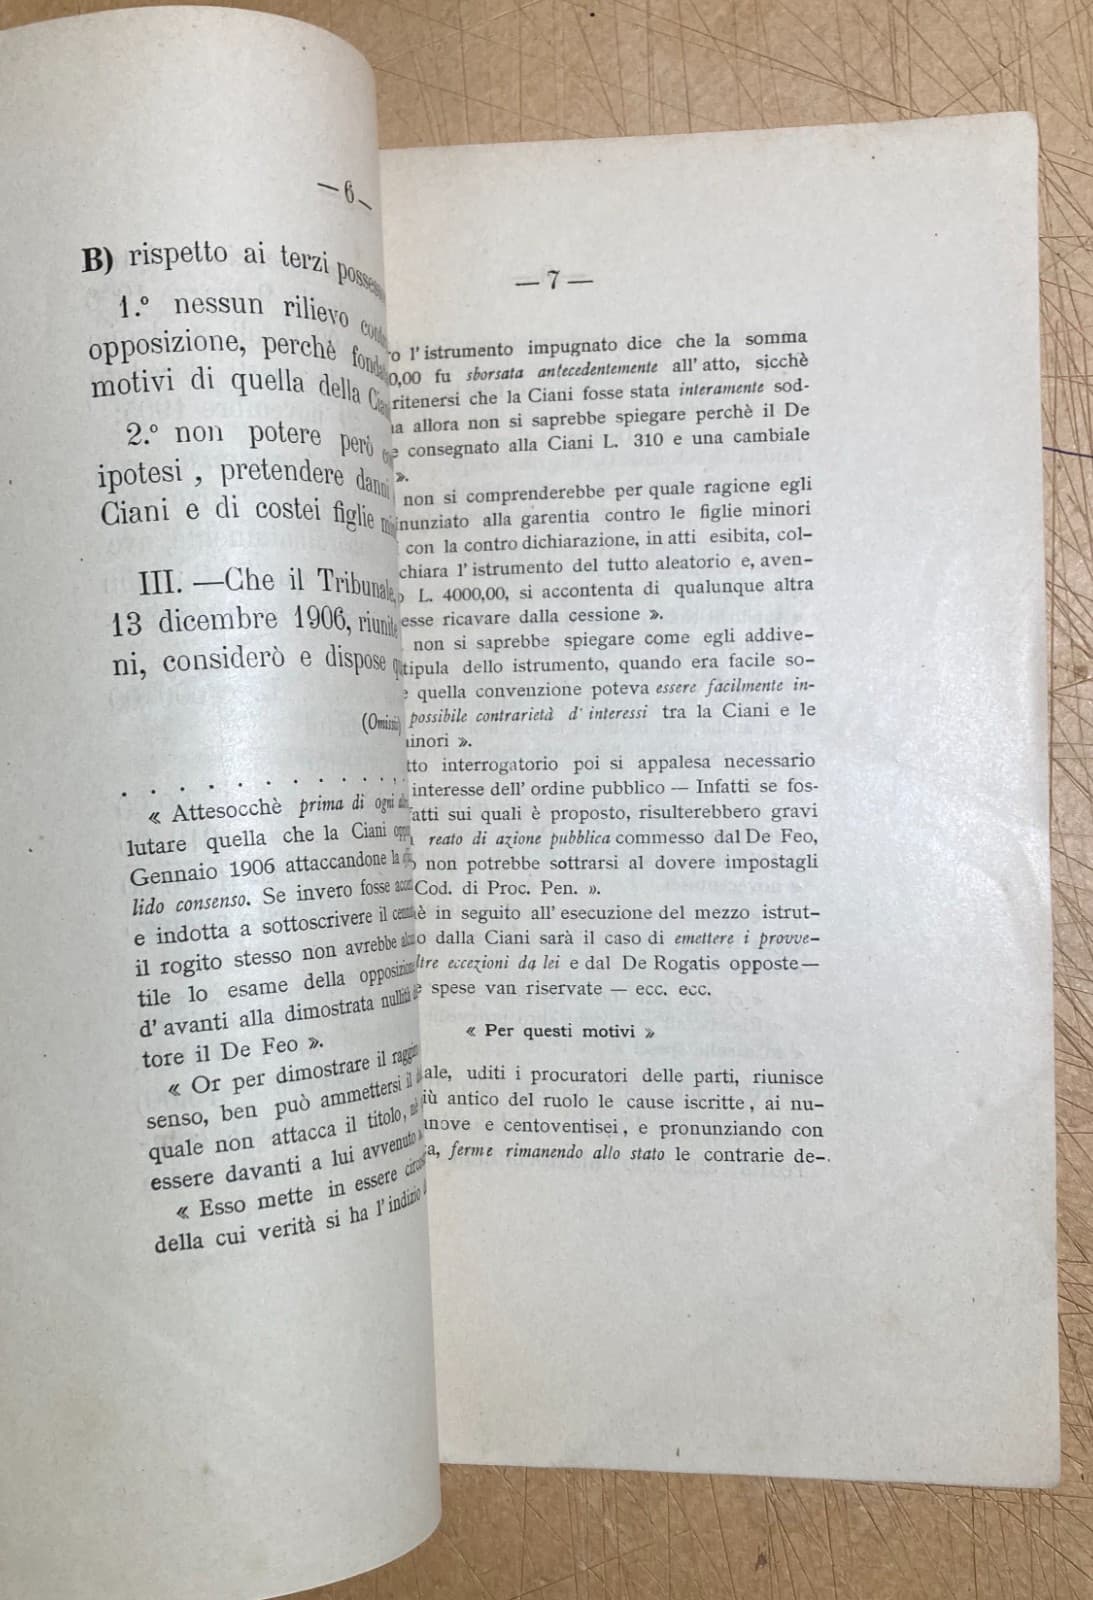 — 6 —
B) rispetto ai terzi
1.º nessun rilievo
opposizione, perchè
motivi di quella della
2.º non potere però
ipotesi, pretendere danni
Ciani e di costei figlie
III. — Che il Tribunale,
13 dicembre 1906, riunite
ni, considerò e dispose
(Omissis)
. . . . . . . . . .
« Attesocchè prima di ogni
lutare quella che la Ciani
Gennaio 1906 attaccandone la
lido consenso. Se invero fosse
e indotta a sottoscrivere il
il rogito stesso non avrebbe
tile lo esame della opposizione
d' avanti alla dimostrata nullità
tore il De Feo ».
« Or per dimostrare il
senso, ben può ammettersi il
quale non attacca il titolo,
essere davanti a lui avvenuto
« Esso mette in essere
della cui verità si ha l' indizio
— 7 —
o l' istrumento impugnato dice che la somma
0,00 fu sborsata antecedentemente all' atto, sicchè
ritenersi che la Ciani fosse stata interamente sod-
a allora non si saprebbe spiegare perchè il De
e consegnato alla Ciani L. 310 e una cambiale
».
non si comprenderebbe per quale ragione egli
inunziato alla garentia contro le figlie minori
con la contro dichiarazione, in atti esibita, col-
chiara l' istrumento del tutto aleatorio e, aven-
o L. 4000,00, si accontenta di qualunque altra
esse ricavare dalla cessione ».
non si saprebbe spiegare come egli addive-
tipula dello istrumento, quando era facile so-
e quella convenzione poteva essere facilmente in-
possibile contrarietà d' interessi tra la Ciani e le
inori ».
tto interrogatorio poi si appalesa necessario
interesse dell' ordine pubblico — Infatti se fos-
fatti sui quali è proposto, risulterebbero gravi
reato di azione pubblica commesso dal De Feo,
non potrebbe sottrarsi al dovere impostagli
Cod. di Proc. Pen. ».
è in seguito all' esecuzione del mezzo istrut-
o dalla Ciani sarà il caso di emettere i provve-
ltre eccezioni da lei e dal De Rogatis opposte —
e spese van riservate — ecc. ecc.
« Per questi motivi »
ale, uditi i procuratori delle parti, riunisce
iù antico del ruolo le cause iscritte, ai nu-
nove e centoventisei, e pronunziando con
a, ferme rimanendo allo stato le contrarie de-.